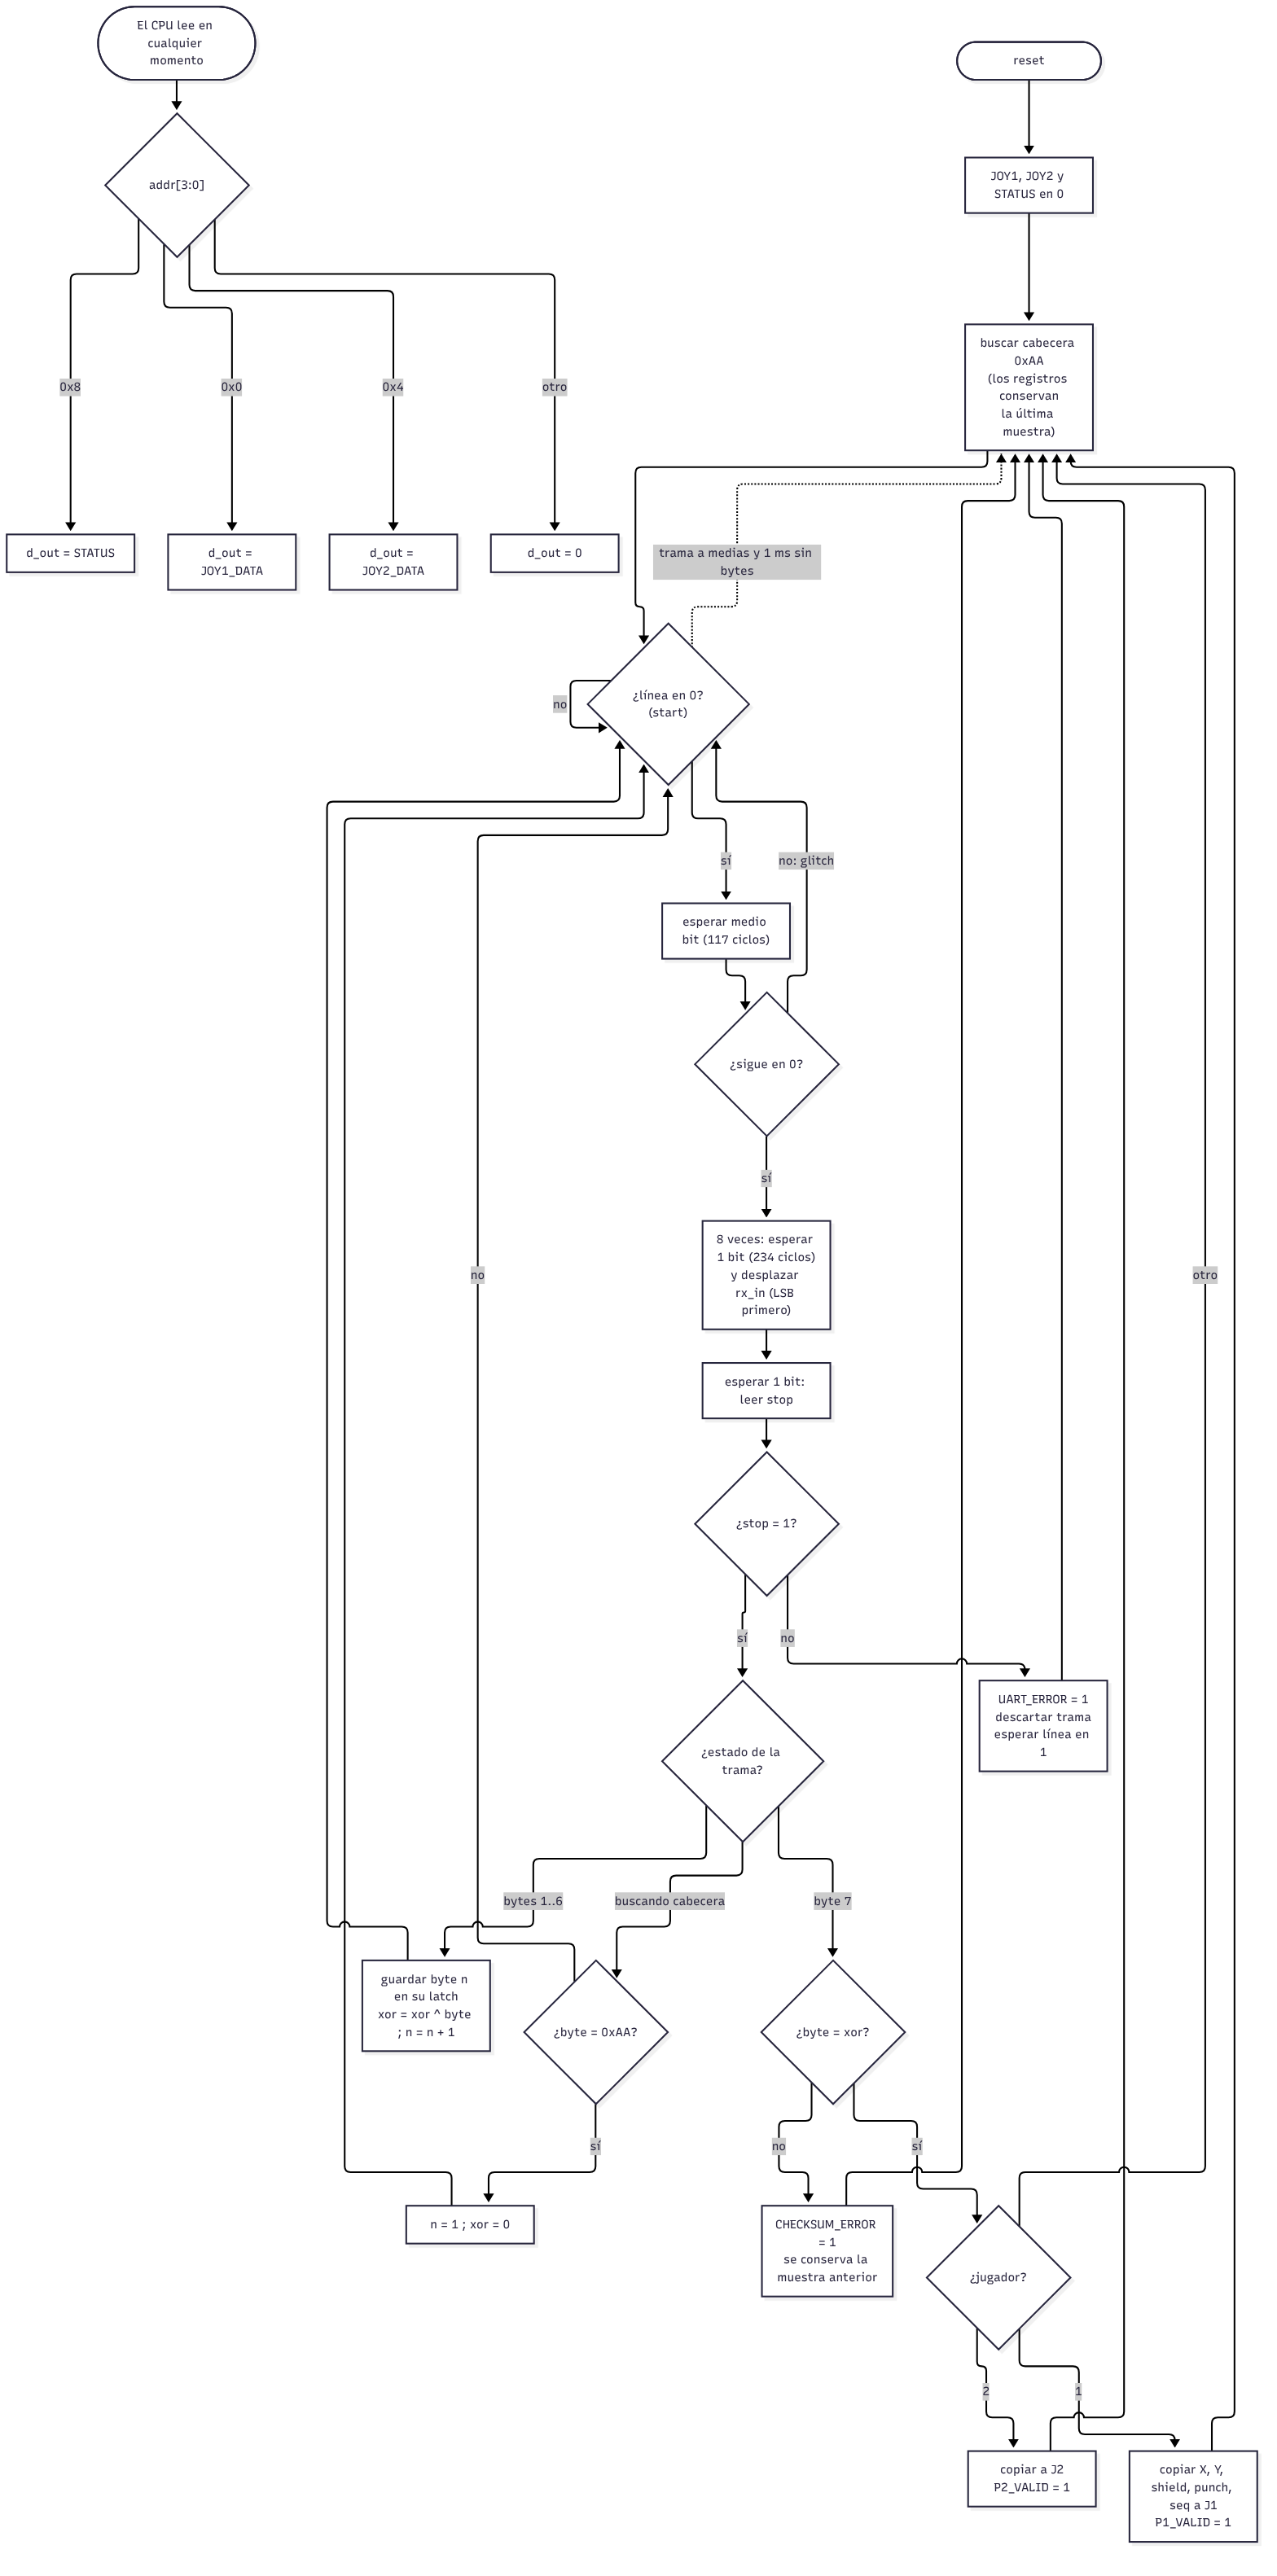 El CPU lee en
cualquier
momento
reset
addr[3:0]
JOY1, JOY2 y
STATUS en 0
0x8
0x0
0x4
otro
buscar cabecera
0xAA
(los registros
conservan
la última
muestra)
d_out = STATUS
d_out =
JOY1_DATA
d_out =
JOY2_DATA
d_out = 0
trama a medias y 1 ms sin
bytes
¿línea en 0?
(start)
no
sí
no: glitch
esperar medio
bit (117 ciclos)
¿sigue en 0?
sí
8 veces: esperar
1 bit (234 ciclos)
y desplazar
rx_in (LSB
primero)
no
otro
esperar 1 bit:
leer stop
¿stop = 1?
sí
no
UART_ERROR = 1
descartar trama
esperar línea en
1
¿estado de la
trama?
bytes 1..6
buscando cabecera
byte 7
guardar byte n
en su latch
xor = xor ^ byte
; n = n + 1
¿byte = 0xAA?
¿byte = xor?
sí
no
sí
n = 1 ; xor = 0
CHECKSUM_ERROR
= 1
se conserva la
muestra anterior
¿jugador?
2
1
copiar a J2
P2_VALID = 1
copiar X, Y,
shield, punch,
seq a J1
P1_VALID = 1